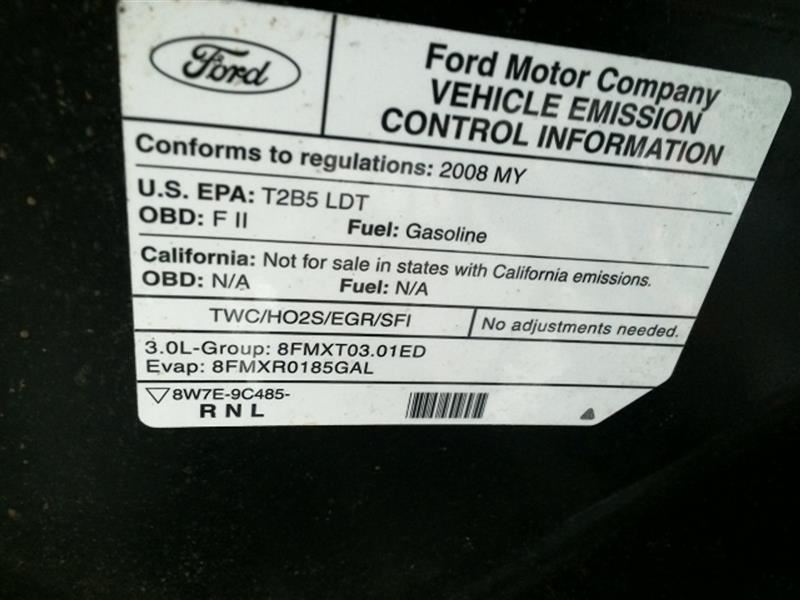 Ford
Ford Motor Company
VEHICLE EMISSION
CONTROL INFORMATION
Conforms to regulations: 2008 MY
U.S. EPA: T2B5 LDT
OBD: F II Fuel: Gasoline
California: Not for sale in states with California emissions.
OBD: N/A Fuel: N/A
TWC/HO2S/EGR/SFI No adjustments needed.
3.0L-Group: 8FMXT03.01ED
Evap: 8FMXR0185GAL
8W7E-9C485-
R N L